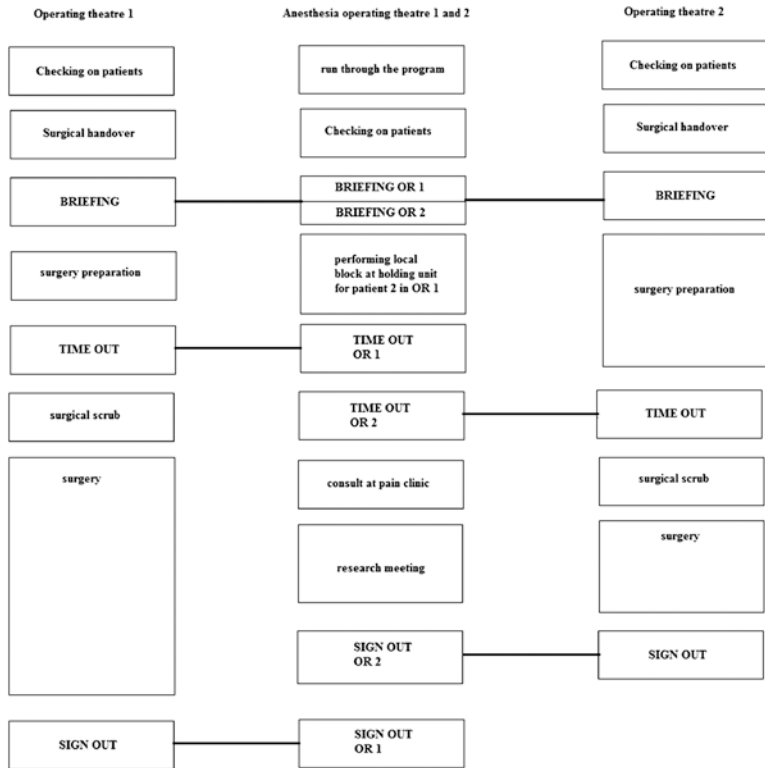 Operating theatre 1
Checking on patients
Surgical handover
BRIEFING
surgery preparation
TIME OUT
surgical scrub
surgery
SIGN OUT
Anesthesia operating theatre 1 and 2
run through the program
Checking on patients
BRIEFING OR 1
BRIEFING OR 2
performing local
block at holding unit
for patient 2 in OR 1
TIME OUT
OR 1
TIME OUT
OR 2
consult at pain clinic
research meeting
SIGN OUT
OR 2
SIGN OUT
OR 1
Operating theatre 2
Checking on patients
Surgical handover
BRIEFING
surgery preparation
TIME OUT
surgical scrub
surgery
SIGN OUT